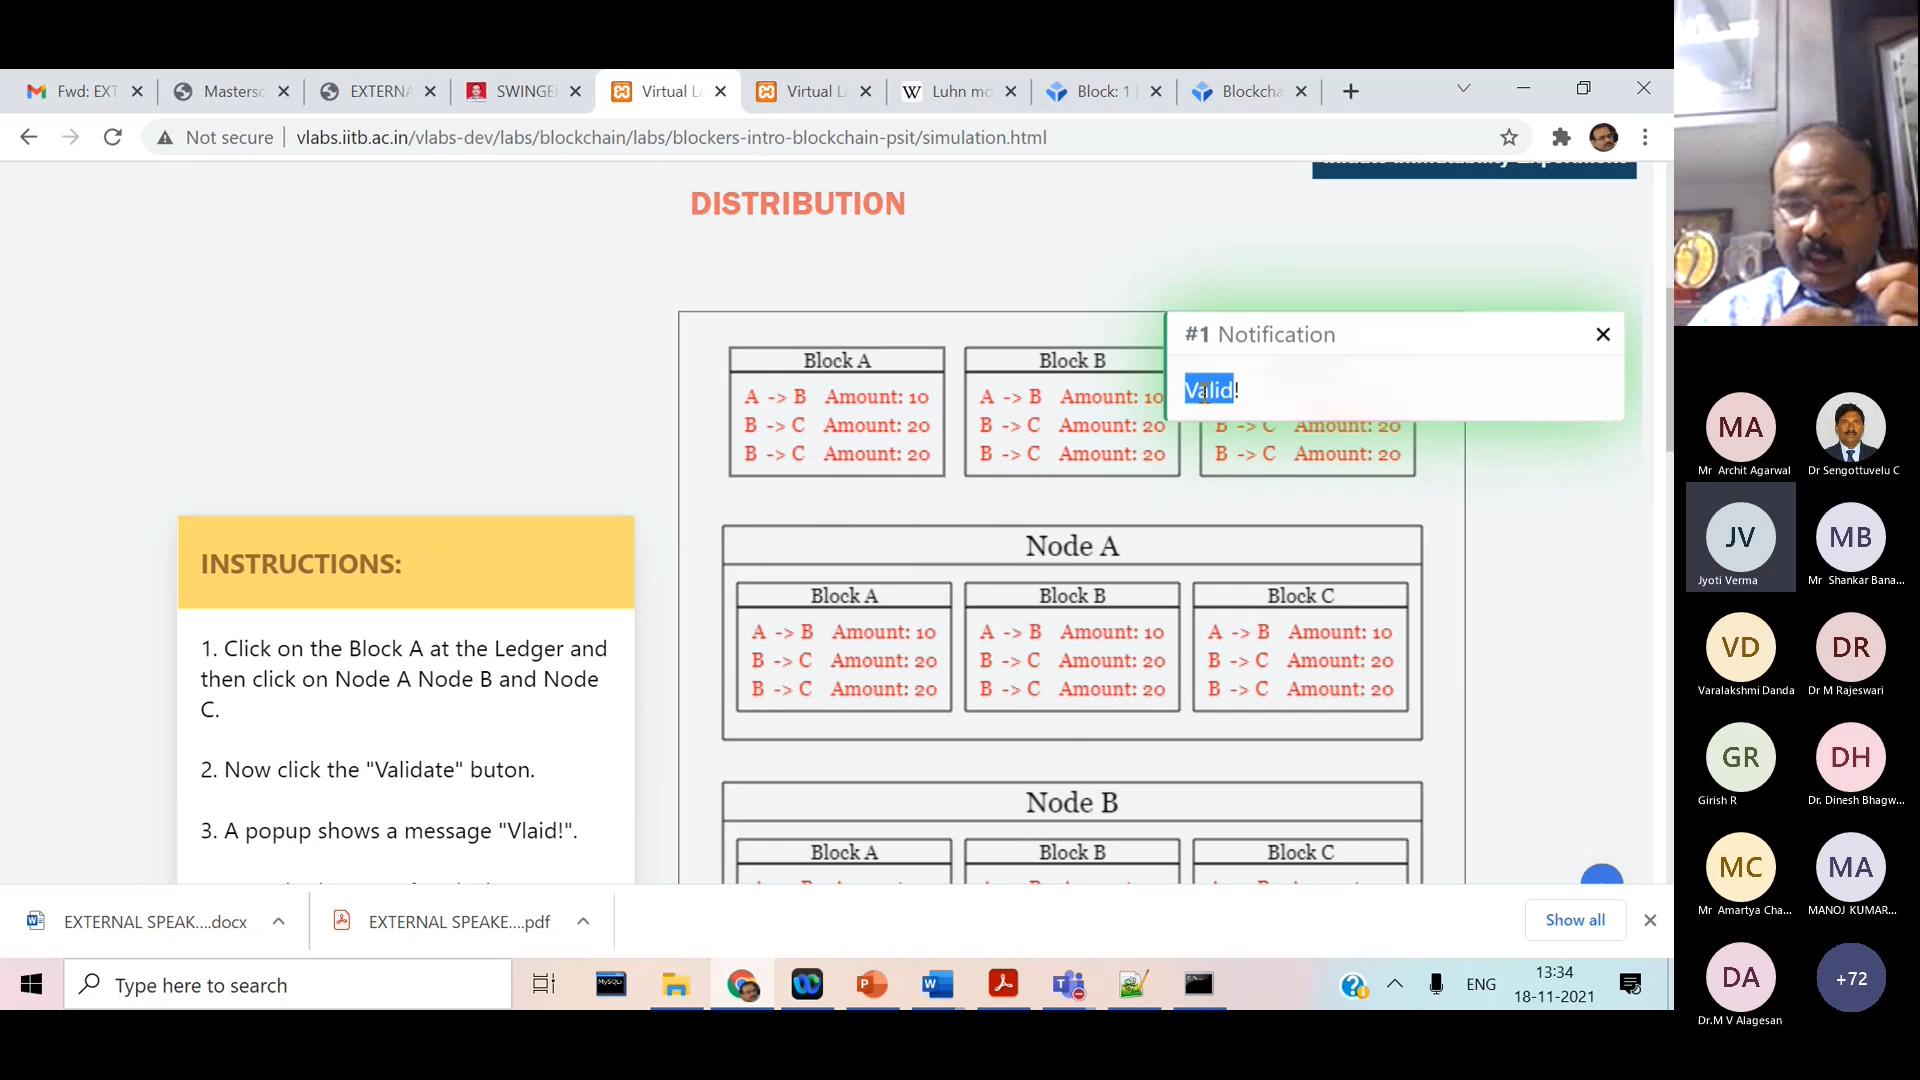 Fwd: EXT
Masterso
EXTERNA
SWINGE
Virtual La
Virtual La
Luhn mo
Block: 1 |
Blockcha
Not secure
vlabs.iitb.ac.in/vlabs-dev/labs/blockchain/labs/blockers-intro-blockchain-psit/simulation.html
DISTRIBUTION
#1 Notification
Valid!
Block A
A -> B Amount: 10
B -> C Amount: 20
B -> C Amount: 20
Block B
A -> B Amount: 10
B -> C Amount: 20
B -> C Amount: 20
B -> C Amount: 20
B -> C Amount: 20
Node A
Block A
A -> B Amount: 10
B -> C Amount: 20
B -> C Amount: 20
Block B
A -> B Amount: 10
B -> C Amount: 20
B -> C Amount: 20
Block C
A -> B Amount: 10
B -> C Amount: 20
B -> C Amount: 20
Node B
Block A
Block B
Block C
INSTRUCTIONS:
1. Click on the Block A at the Ledger and
then click on Node A Node B and Node
C.
2. Now click the "Validate" buton.
3. A popup shows a message "Vlaid!".
EXTERNAL SPEAK....docx
EXTERNAL SPEAKE....pdf
Show all
Type here to search
MySQL
ENG
13:34
18-11-2021
MA
Mr Archit Agarwal
Dr Sengottuvelu C
JV
Jyoti Verma
MB
Mr Shankar Bana...
VD
Varalakshmi Danda
DR
Dr M Rajeswari
GR
Girish R
DH
Dr. Dinesh Bhagw...
MC
Mr Amartya Cha...
MA
MANOJ KUMAR...
DA
Dr.M V Alagesan
+72